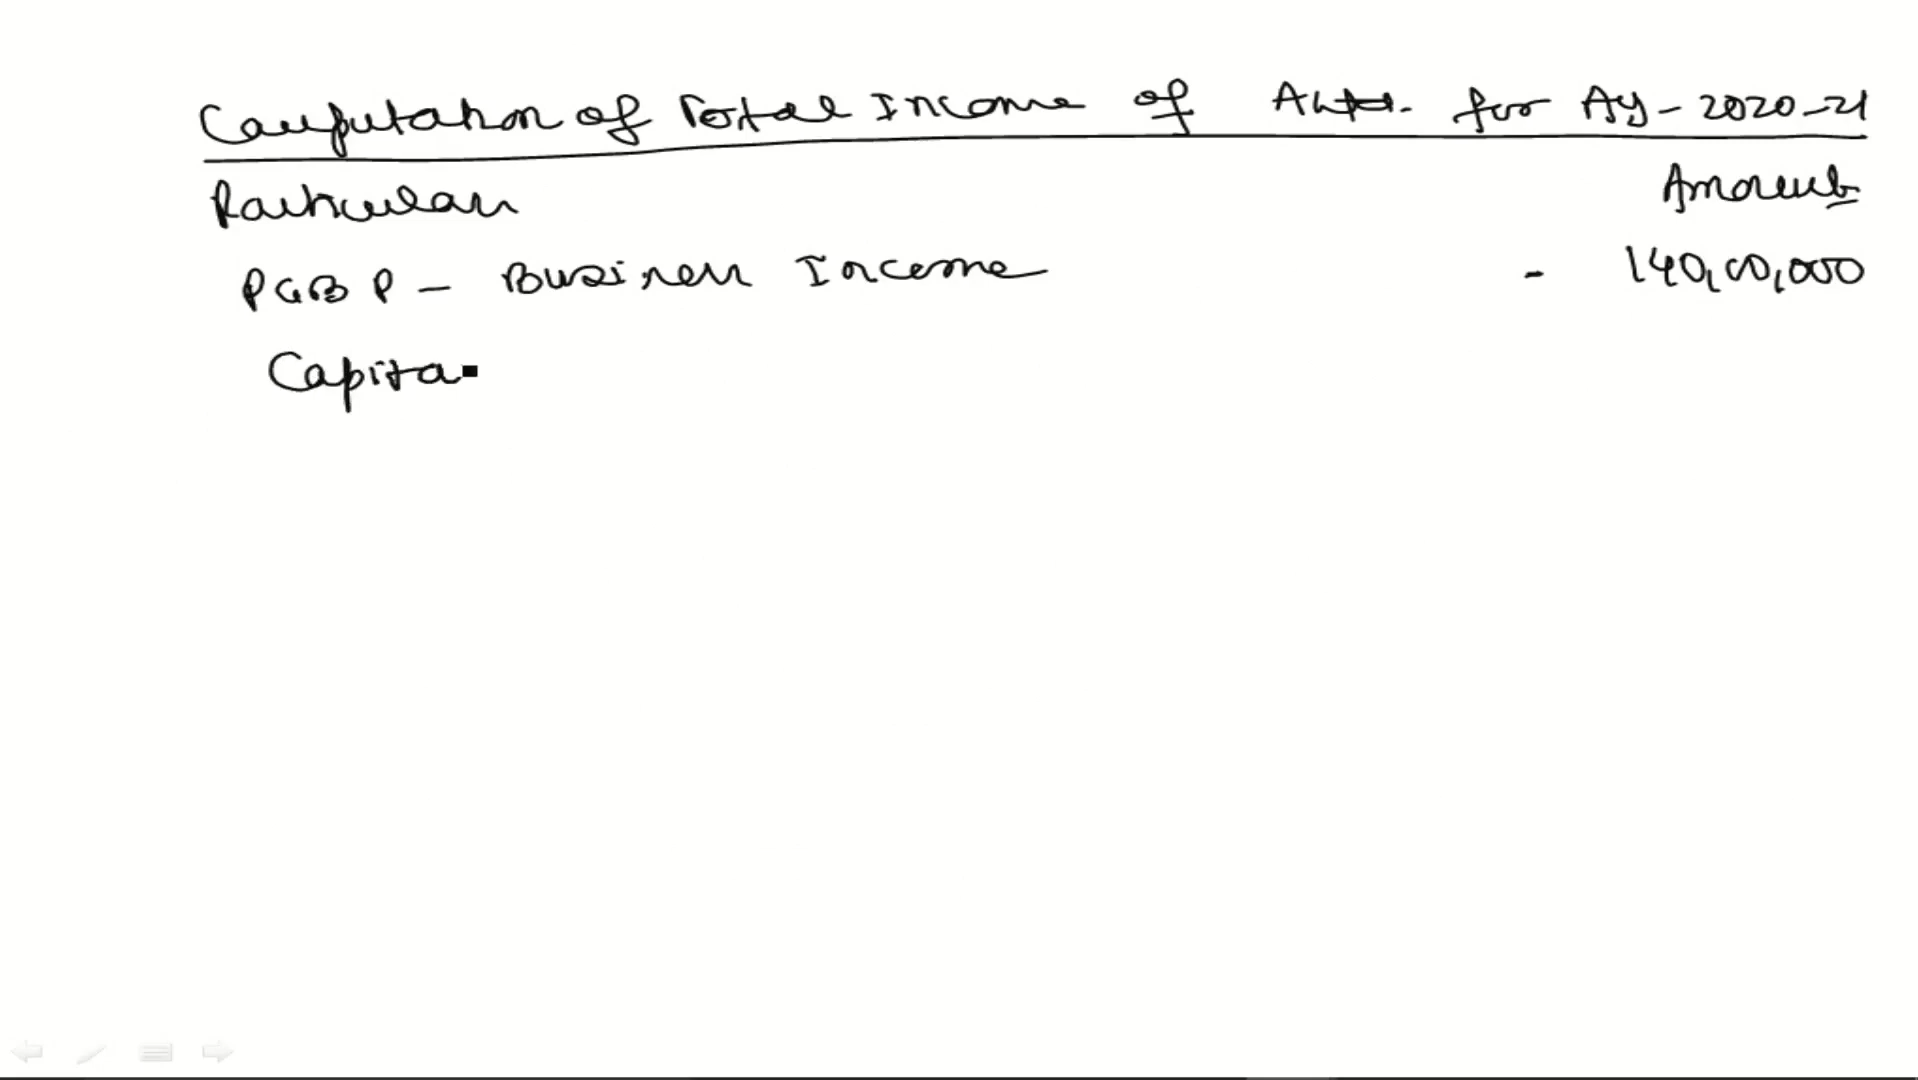 Computation of Total Income of for AY - 2020-21
Particulars Amount
PGBP - Business Income - 140,00,000
Capita